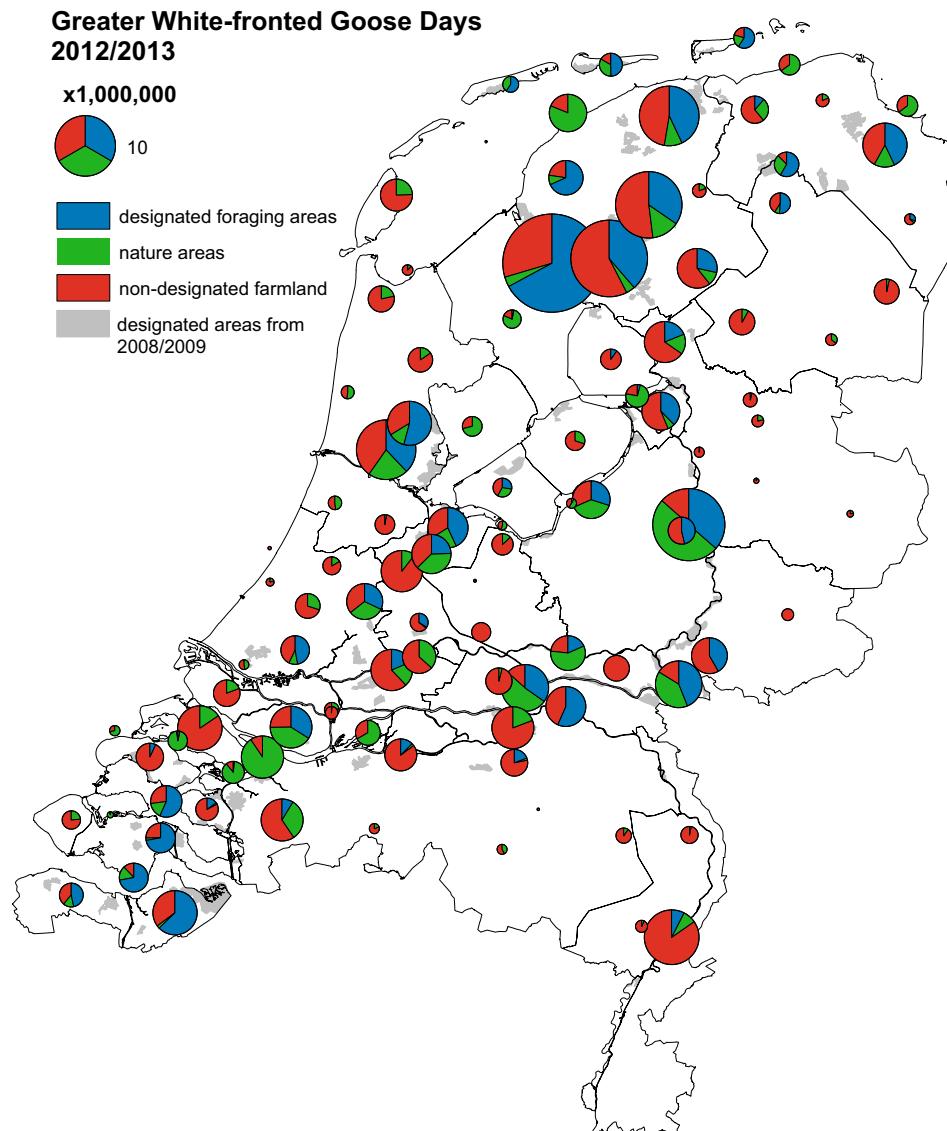 Greater White-fronted Goose Days
2012/2013
x1,000,000
10
designated foraging areas
nature areas
non-designated farmland
designated areas from
2008/2009